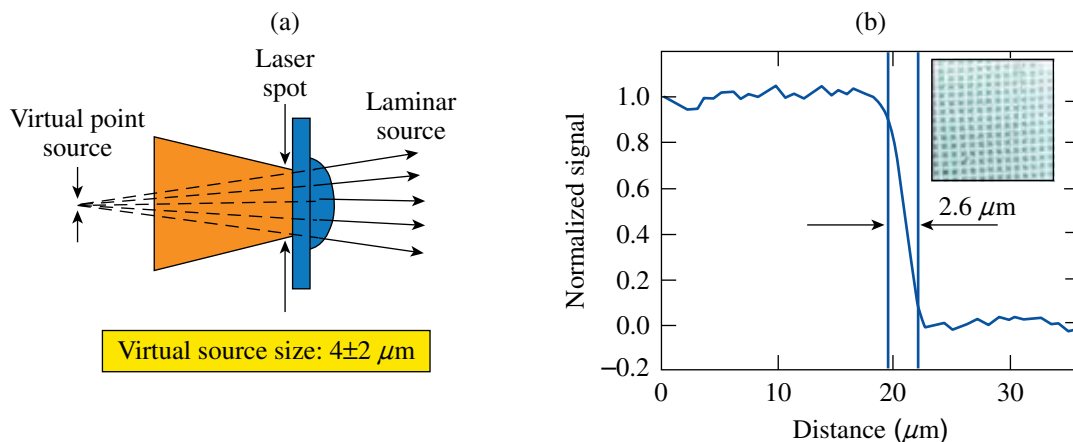 (a)
Laser
spot
Virtual point
source
Laminar
source
Virtual source size: 4±2 μm
(b)
Normalized signal
1.0
0.8
0.6
0.4
0.2
0.0
−0.2
2.6 μm
0
10
20
30
Distance (μm)